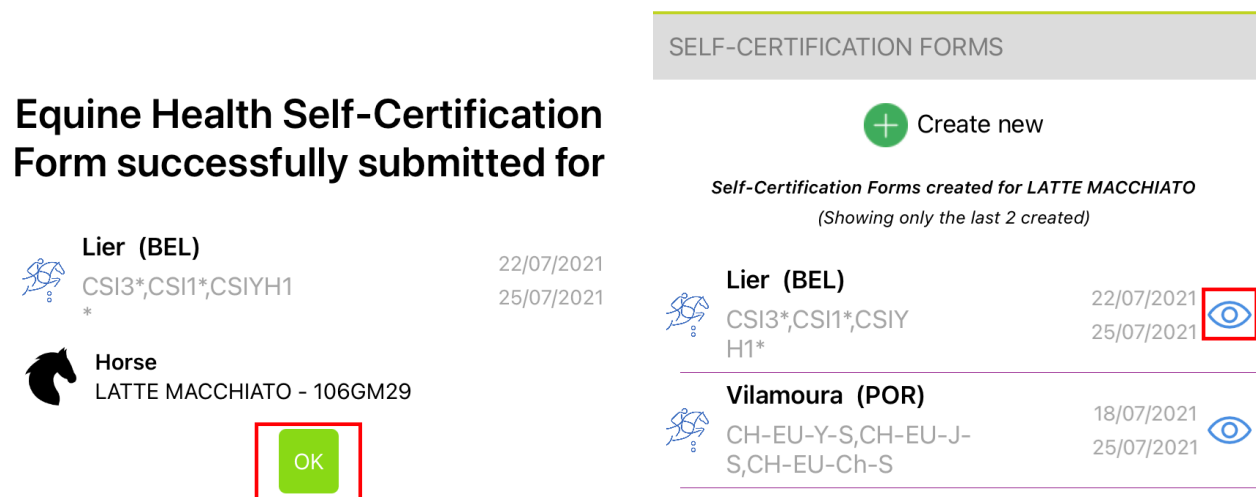 Equine Health Self-Certification
Form successfully submitted for
Lier (BEL)
CSI3*,CSI1*,CSIYH1
*
22/07/2021
25/07/2021
Horse
LATTE MACCHIATO - 106GM29
OK
SELF-CERTIFICATION FORMS
Create new
Self-Certification Forms created for LATTE MACCHIATO
(Showing only the last 2 created)
Lier (BEL)
CSI3*,CSI1*,CSIY
H1*
22/07/2021
25/07/2021
Vilamoura (POR)
CH-EU-Y-S,CH-EU-J-
S,CH-EU-Ch-S
18/07/2021
25/07/2021